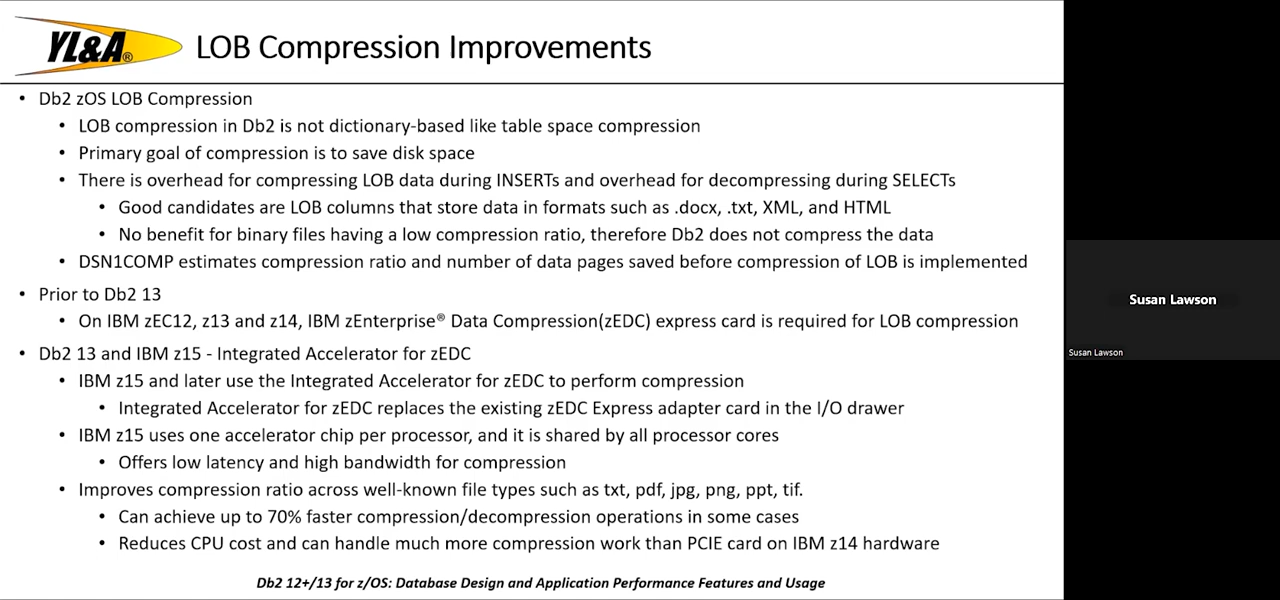 YL&A®
LOB Compression Improvements
• Db2 zOS LOB Compression
• LOB compression in Db2 is not dictionary-based like table space compression
• Primary goal of compression is to save disk space
• There is overhead for compressing LOB data during INSERTs and overhead for decompressing during SELECTs
• Good candidates are LOB columns that store data in formats such as .docx, .txt, XML, and HTML
• No benefit for binary files having a low compression ratio, therefore Db2 does not compress the data
• DSN1COMP estimates compression ratio and number of data pages saved before compression of LOB is implemented
• Prior to Db2 13
• On IBM zEC12, z13 and z14, IBM zEnterprise® Data Compression(zEDC) express card is required for LOB compression
• Db2 13 and IBM z15 - Integrated Accelerator for zEDC
• IBM z15 and later use the Integrated Accelerator for zEDC to perform compression
• Integrated Accelerator for zEDC replaces the existing zEDC Express adapter card in the I/O drawer
• IBM z15 uses one accelerator chip per processor, and it is shared by all processor cores
• Offers low latency and high bandwidth for compression
• Improves compression ratio across well-known file types such as txt, pdf, jpg, png, ppt, tif.
• Can achieve up to 70% faster compression/decompression operations in some cases
• Reduces CPU cost and can handle much more compression work than PCIE card on IBM z14 hardware
Db2 12+/13 for z/OS: Database Design and Application Performance Features and Usage
Susan Lawson
Susan Lawson